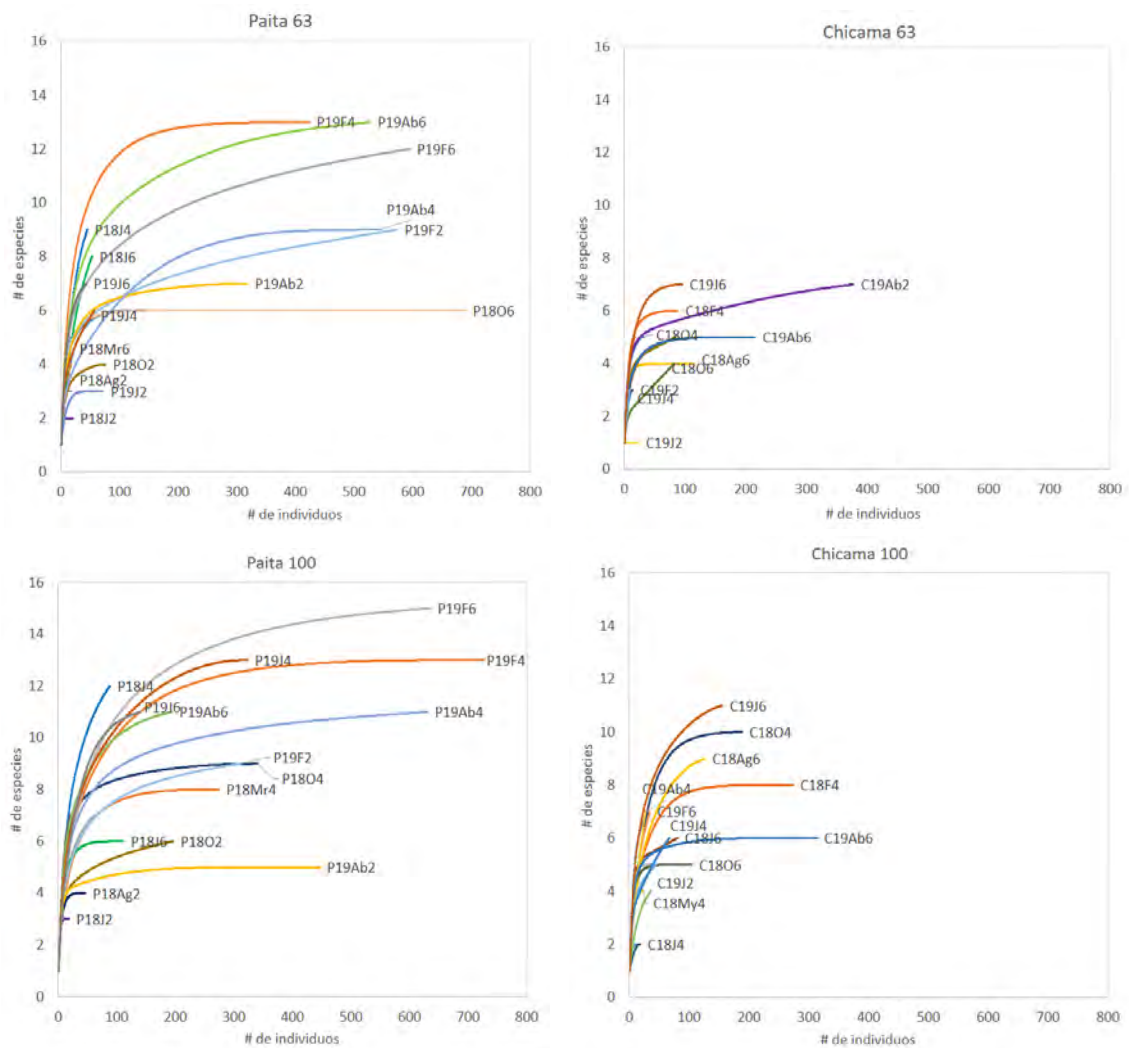 Paita 63
16
14
12
10
8
6
4
2
0
# de especies
P19F4
P19Ab6
P19F6
P19Ab4
P19F2
P18J4
P18J6
P19J6
P19Ab2
P19J4
P18O6
P18Mr6
P18O2
P18Ag2
P19J2
P18J2
0 100 200 300 400 500 600 700 800
# de individuos
Chicama 63
16
14
12
10
8
6
4
2
0
# de especies
C19J6
C19Ab2
C18F4
C18O4
C19Ab6
C18Ag6
C18O6
C19F2
C19J4
C19J2
0 100 200 300 400 500 600 700 800
# de individuos
Paita 100
16
14
12
10
8
6
4
2
0
# de especies
P19F6
P19J4
P19F4
P18J4
P19J6
P19Ab6
P19Ab4
P19F2
P18O4
P18Mr4
P18J6
P18O2
P19Ab2
P18Ag2
P18J2
0 100 200 300 400 500 600 700 800
# de individuos
Chicama 100
16
14
12
10
8
6
4
2
0
# de especies
C19J6
C18O4
C18Ag6
C19Ab4
C18F4
C19F6
C19J4
C18J6
C19Ab6
C18O6
C19J2
C18My4
C18J4
0 100 200 300 400 500 600 700 800
# de individuos